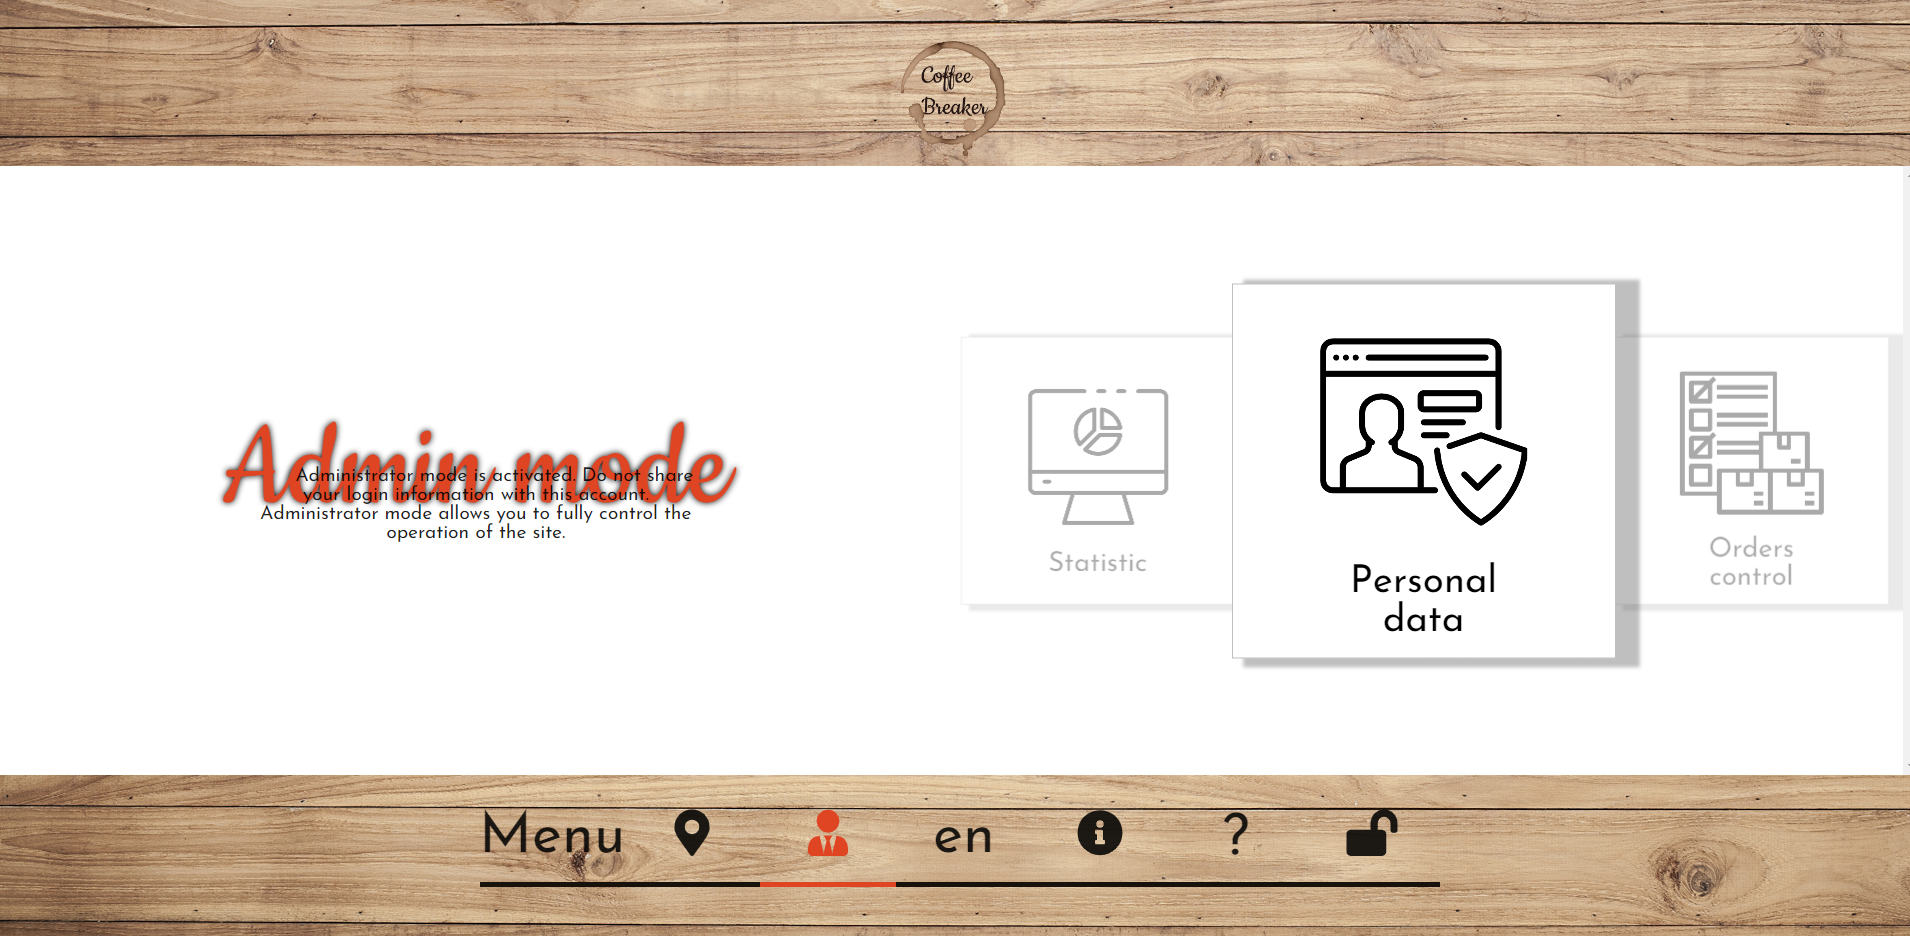 Coffee
Breaker
Admin mode
Administrator mode is activated. Do not share
your login information with this account.
Administrator mode allows you to fully control the
operation of the site.
Statistic
Personal
data
Orders
control
Menu
en
?